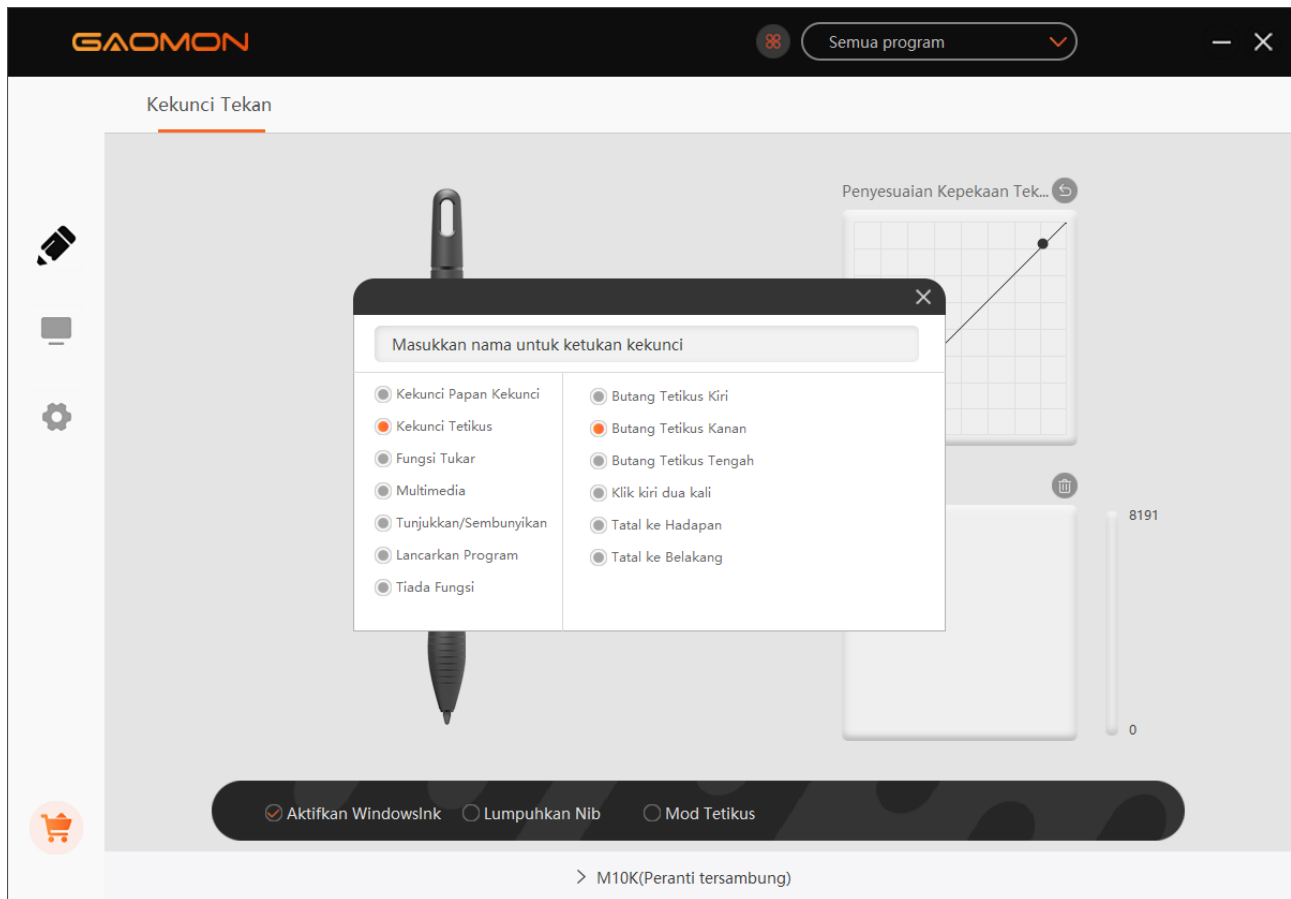 GAOMON
Semua program
Kekunci Tekan
Penyesuaian Kepekaan Tek...
Masukkan nama untuk ketukan kekunci
Kekunci Papan Kekunci
Kekunci Tetikus
Fungsi Tukar
Multimedia
Tunjukkan/Sembunyikan
Lancarkan Program
Tiada Fungsi
Butang Tetikus Kiri
Butang Tetikus Kanan
Butang Tetikus Tengah
Klik kiri dua kali
Tatal ke Hadapan
Tatal ke Belakang
8191
0
Aktifkan WindowsInk
Lumpuhkan Nib
Mod Tetikus
M10K(Peranti tersambung)